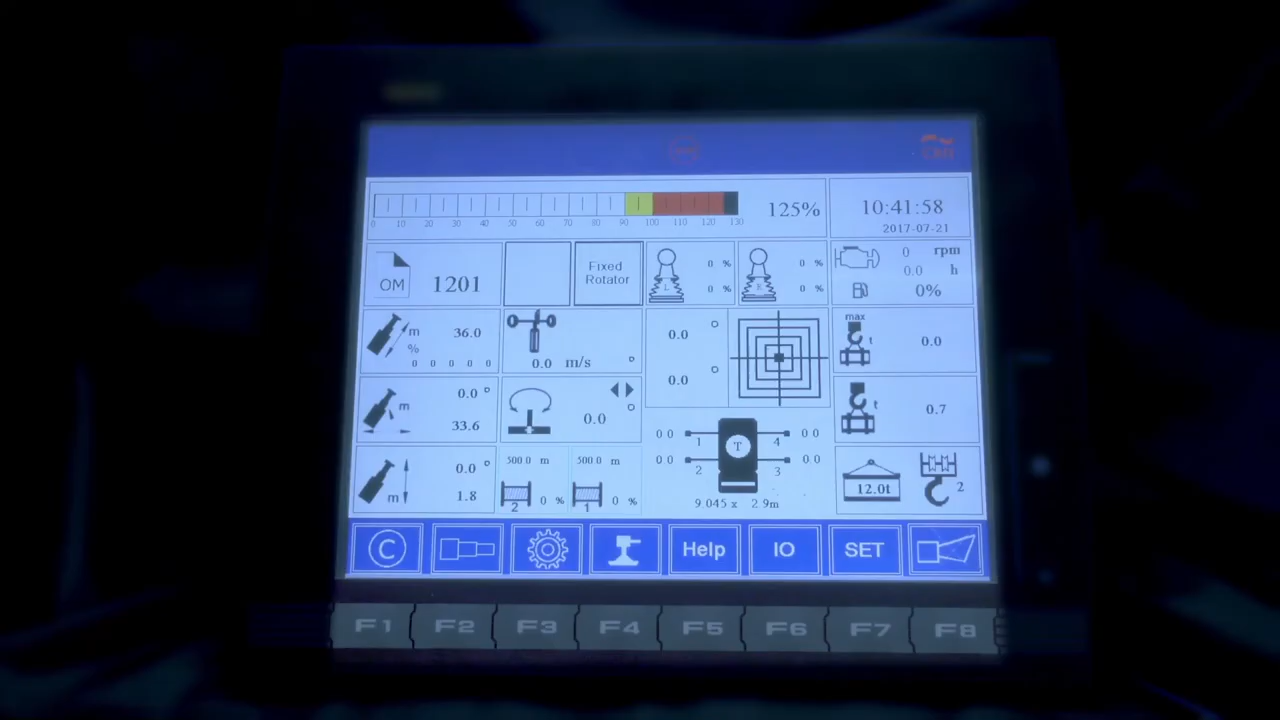 125%
10:41:58
2017-07-21
0 10 20 30 40 50 60 70 80 90 100 110 120 130
OM 1201
Fixed
Rotator
L 0 %
0 %
R 0 %
0 %
0 rpm
0.0 h
0%
m 36.0
%
0 0 0 0 0
0.0 m/s °
0.0 °
0.0 °
max
t 0.0
0.0 °
m 33.6
0.0 °
t 0.7
0.0 °
m 1.8
500.0 m
2 0 %
500.0 m
1 0 %
0 0 1 T 4 0 0
0 0 2 3 0 0
9.045 x 2.9m
12.0t
2
C
Help
IO
SET
F1 F2 F3 F4 F5 F6 F7 F8